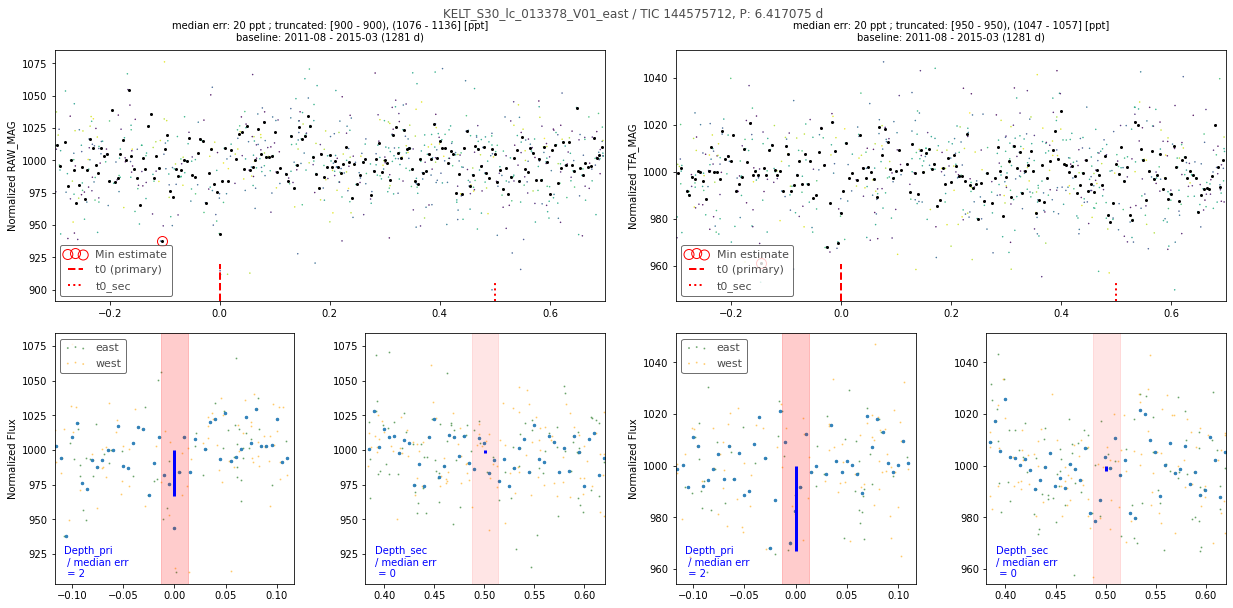 KELT_S30_lc_013378_V01_east / TIC 144575712, P: 6.417075 d
median err: 20 ppt ; truncated: [900 - 900), (1076 - 1136] [ppt]
baseline: 2011-08 - 2015-03 (1281 d)
median err: 20 ppt ; truncated: [950 - 950), (1047 - 1057] [ppt]
baseline: 2011-08 - 2015-03 (1281 d)
Normalized RAW_MAG
1075
1050
1025
1000
975
950
925
900
Min estimate
t0 (primary)
t0_sec
−0.2 0.0 0.2 0.4 0.6
Normalized TFA_MAG
1040
1020
1000
980
960
Min estimate
t0 (primary)
t0_sec
−0.2 0.0 0.2 0.4 0.6
Normalized Flux
1075
1050
1025
1000
975
950
925
east
west
Depth_pri
/ median err
= 2
−0.10 −0.05 0.00 0.05 0.10
1075
1050
1025
1000
975
950
925
Depth_sec
/ median err
= 0
0.40 0.45 0.50 0.55 0.60
Normalized Flux
1040
1020
1000
980
960
east
west
Depth_pri
/ median err
= 2
−0.10 −0.05 0.00 0.05 0.10
1040
1020
1000
980
960
Depth_sec
/ median err
= 0
0.40 0.45 0.50 0.55 0.60